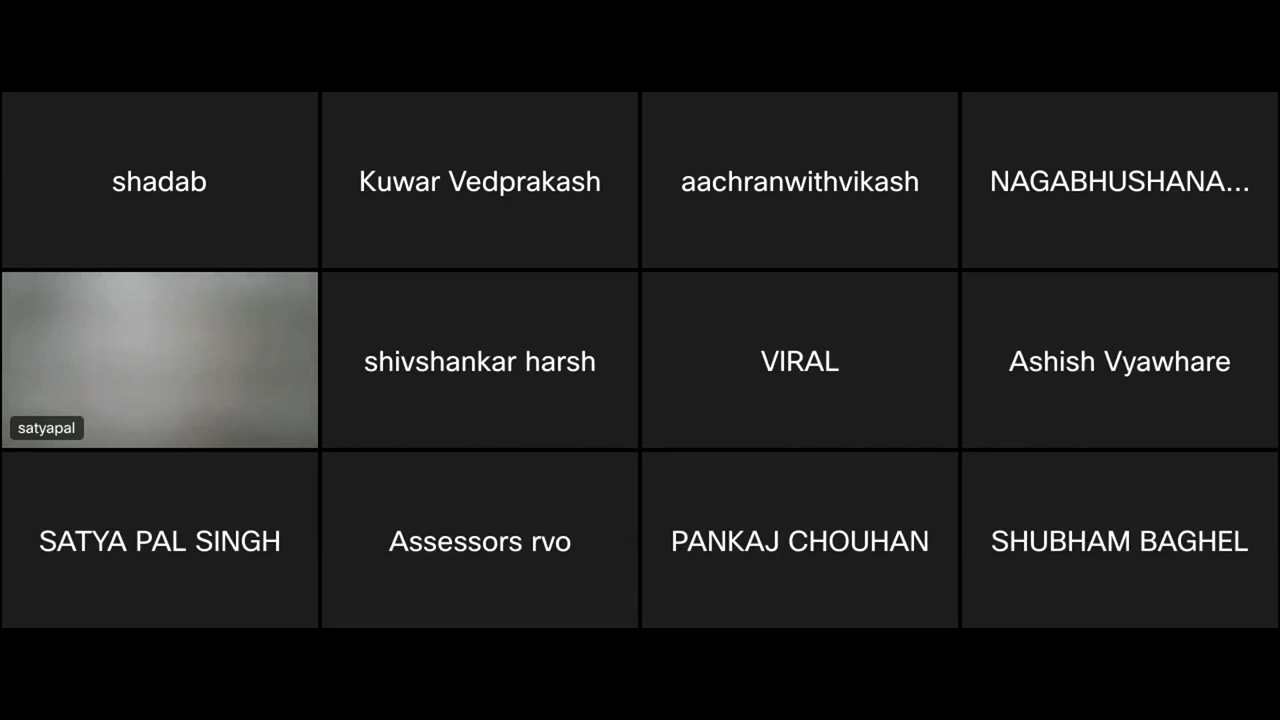 shadab
Kuwar Vedprakash
aachranwithvikash
NAGABHUSHANA...
satyapal
shivshankar harsh
VIRAL
Ashish Vyawhare
SATYA PAL SINGH
Assessors rvo
PANKAJ CHOUHAN
SHUBHAM BAGHEL